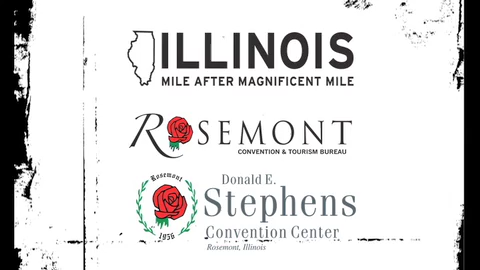 ILLINOIS
MILE AFTER MAGNIFICENT MILE
ROSEMONT
CONVENTION & TOURISM BUREAU
Rosemont
1956
Donald E.
Stephens
Convention Center
Rosemont, Illinois